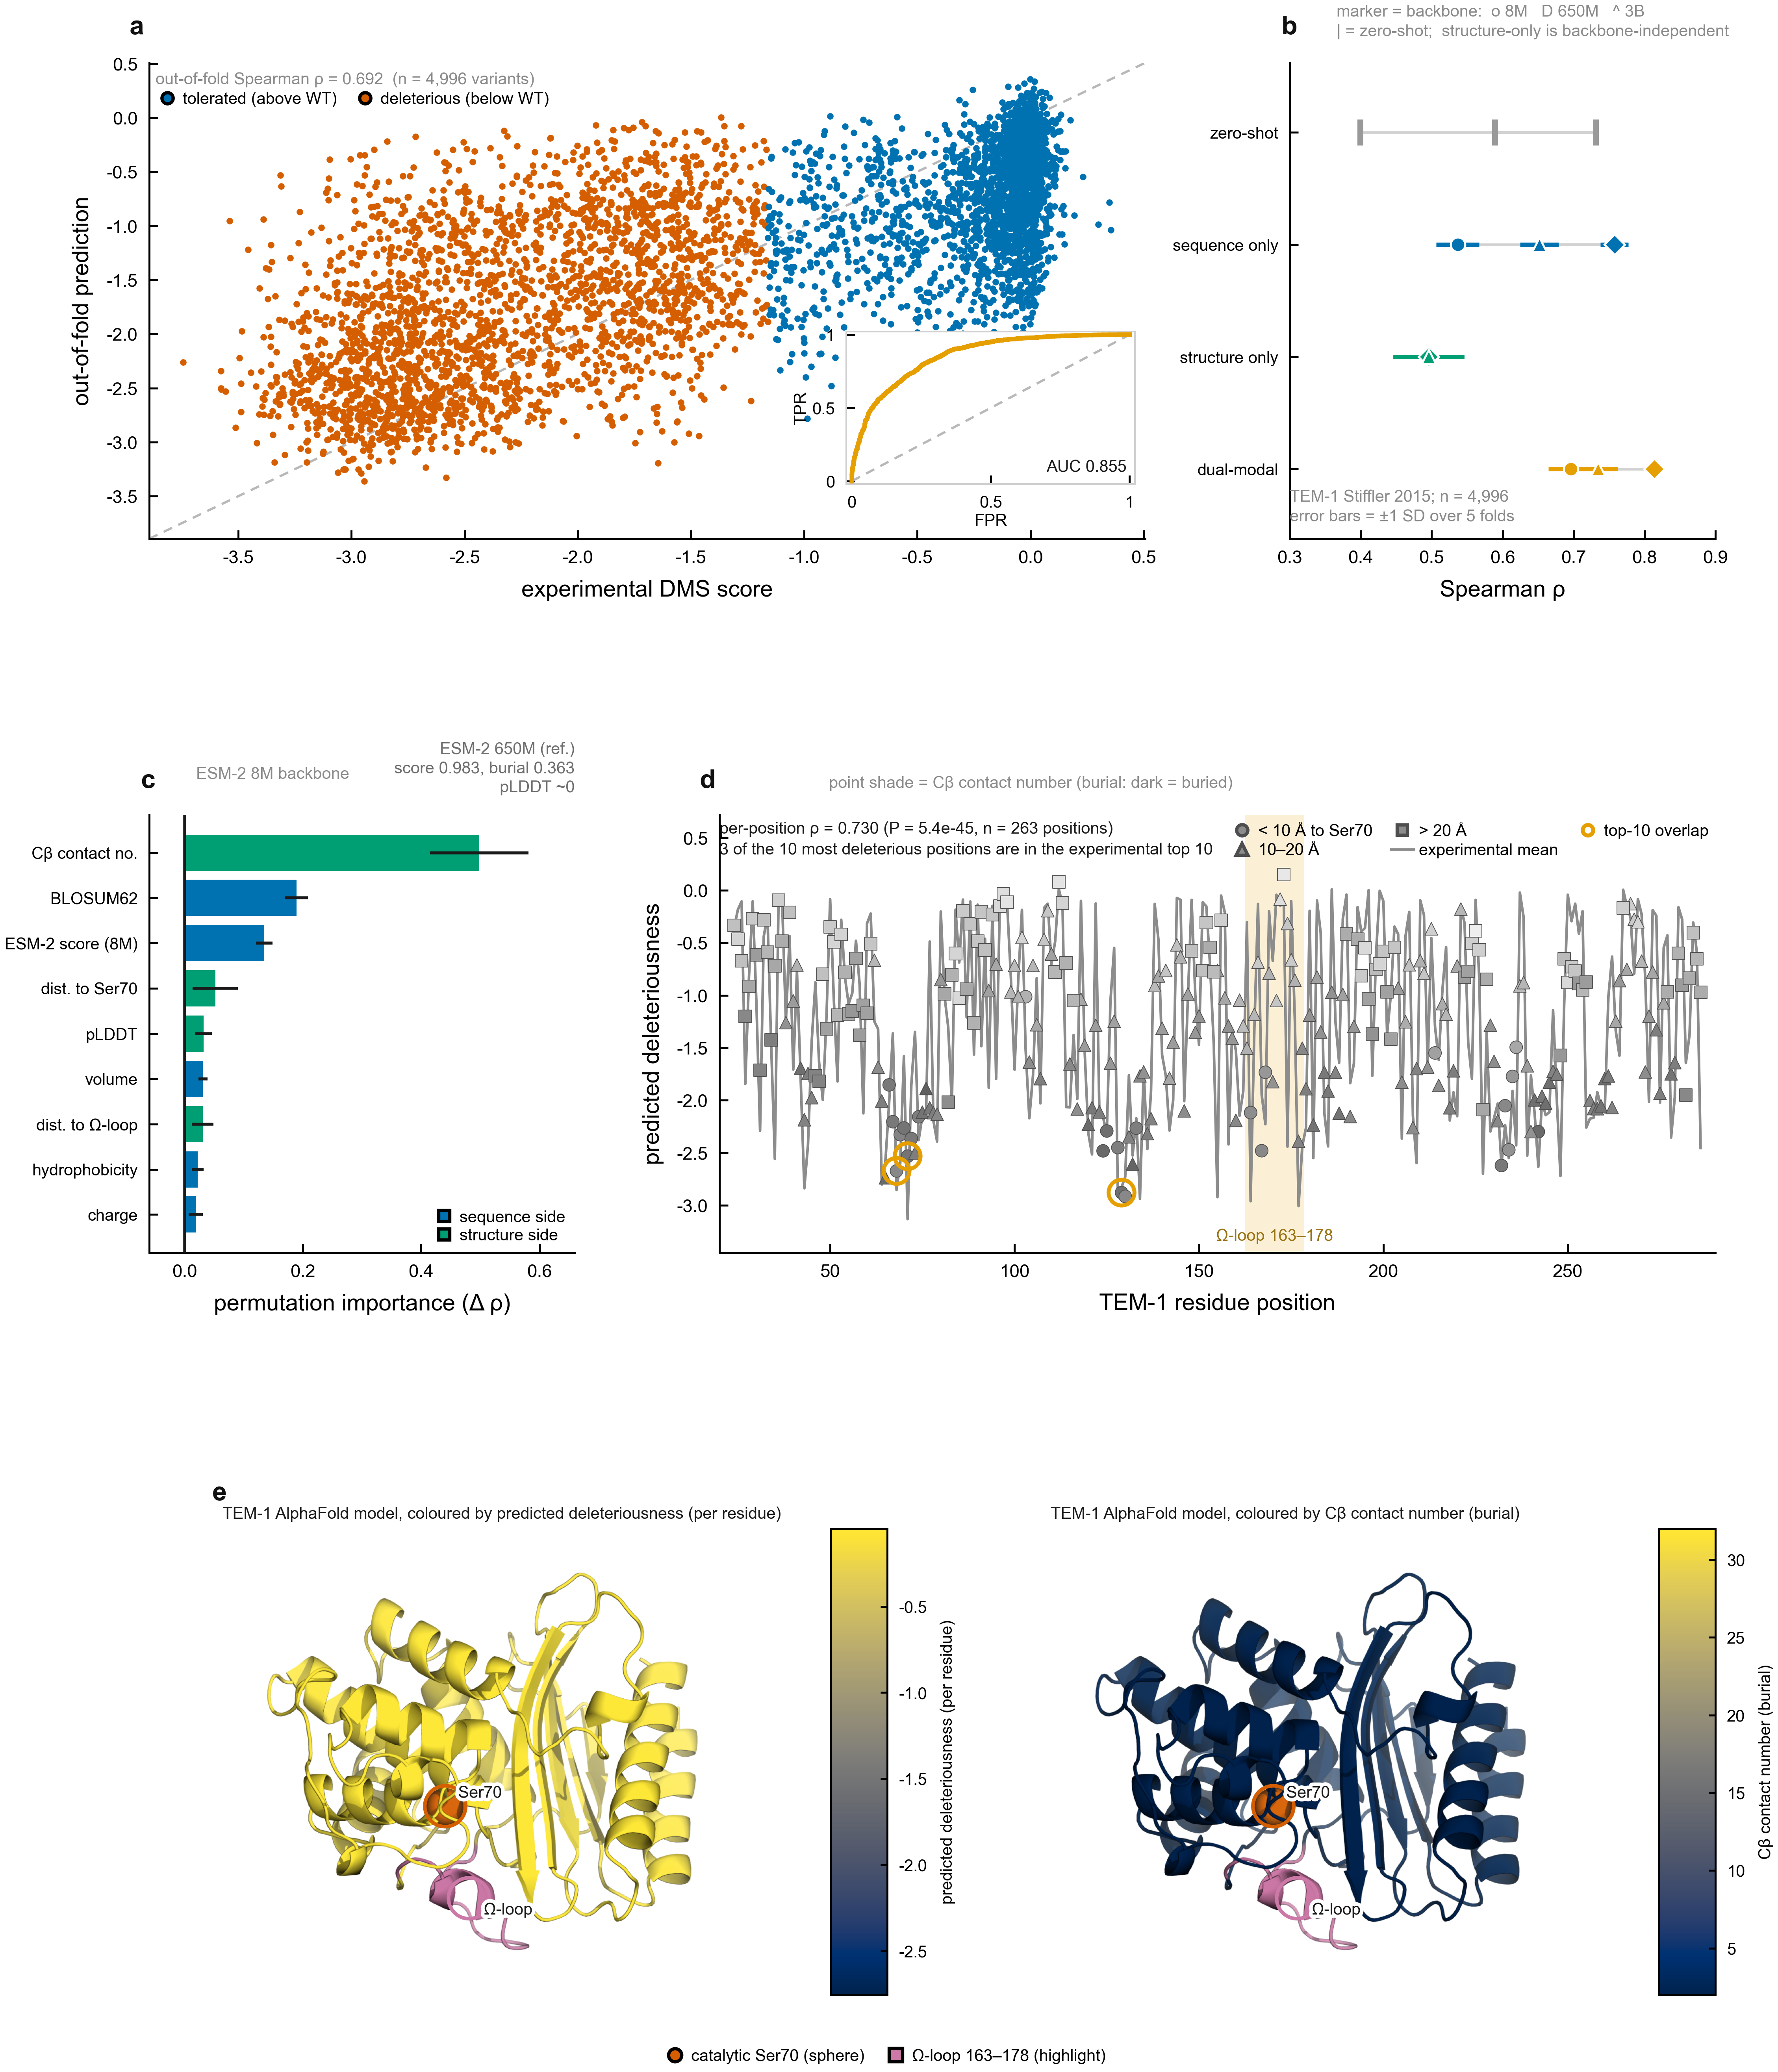 a
out-of-fold Spearman ρ = 0.692 (n = 4,996 variants)
tolerated (above WT)
deleterious (below WT)
0.5
0.0
-0.5
-1.0
-1.5
-2.0
-2.5
-3.0
-3.5
out-of-fold prediction
-3.5
-3.0
-2.5
-2.0
-1.5
-1.0
-0.5
0.0
0.5
experimental DMS score
1
0.5
0
TPR
AUC 0.855
0
0.5
1
FPR
b
marker = backbone: o 8M D 650M ^ 3B
| = zero-shot; structure-only is backbone-independent
zero-shot
sequence only
structure only
dual-modal
TEM-1 Stiffler 2015; n = 4,996
error bars = ±1 SD over 5 folds
0.3
0.4
0.5
0.6
0.7
0.8
0.9
Spearman ρ
c
ESM-2 8M backbone
ESM-2 650M (ref.)
score 0.983, burial 0.363
pLDDT ~0
Cβ contact no.
BLOSUM62
ESM-2 score (8M)
dist. to Ser70
pLDDT
volume
dist. to Ω-loop
hydrophobicity
charge
sequence side
structure side
0.0
0.2
0.4
0.6
permutation importance (Δ ρ)
d
point shade = Cβ contact number (burial: dark = buried)
per-position ρ = 0.730 (P = 5.4e-45, n = 263 positions)
3 of the 10 most deleterious positions are in the experimental top 10
< 10 Å to Ser70
10–20 Å
> 20 Å
experimental mean
top-10 overlap
0.5
0.0
-0.5
-1.0
-1.5
-2.0
-2.5
-3.0
predicted deleteriousness
Ω-loop 163–178
50
100
150
200
250
TEM-1 residue position
e
TEM-1 AlphaFold model, coloured by predicted deleteriousness (per residue)
Ser70
Ω-loop
-0.5
-1.0
-1.5
-2.0
-2.5
predicted deleteriousness (per residue)
TEM-1 AlphaFold model, coloured by Cβ contact number (burial)
Ser70
Ω-loop
30
25
20
15
10
5
Cβ contact number (burial)
catalytic Ser70 (sphere)
Ω-loop 163–178 (highlight)